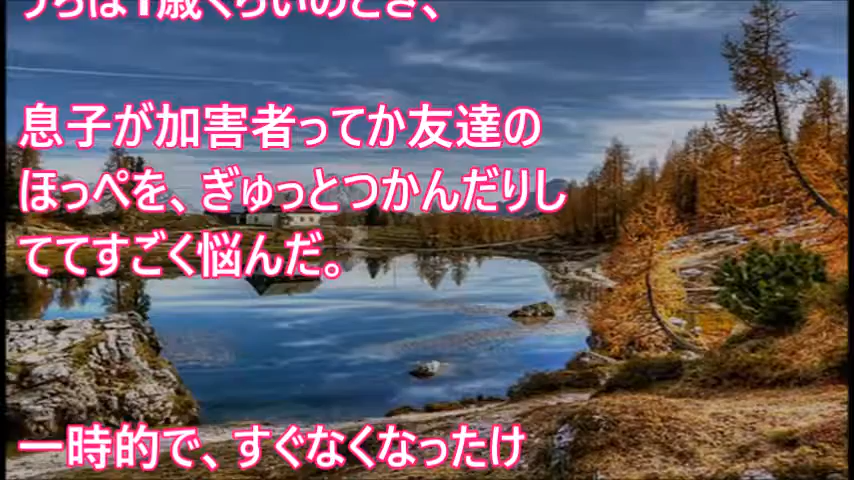 うちは1歳くらいのとき、
息子が加害者ってか友達の
ほっぺを、ぎゅっとつかんだりし
ててすごく悩んだ。
一時的で、すぐなくなったけ